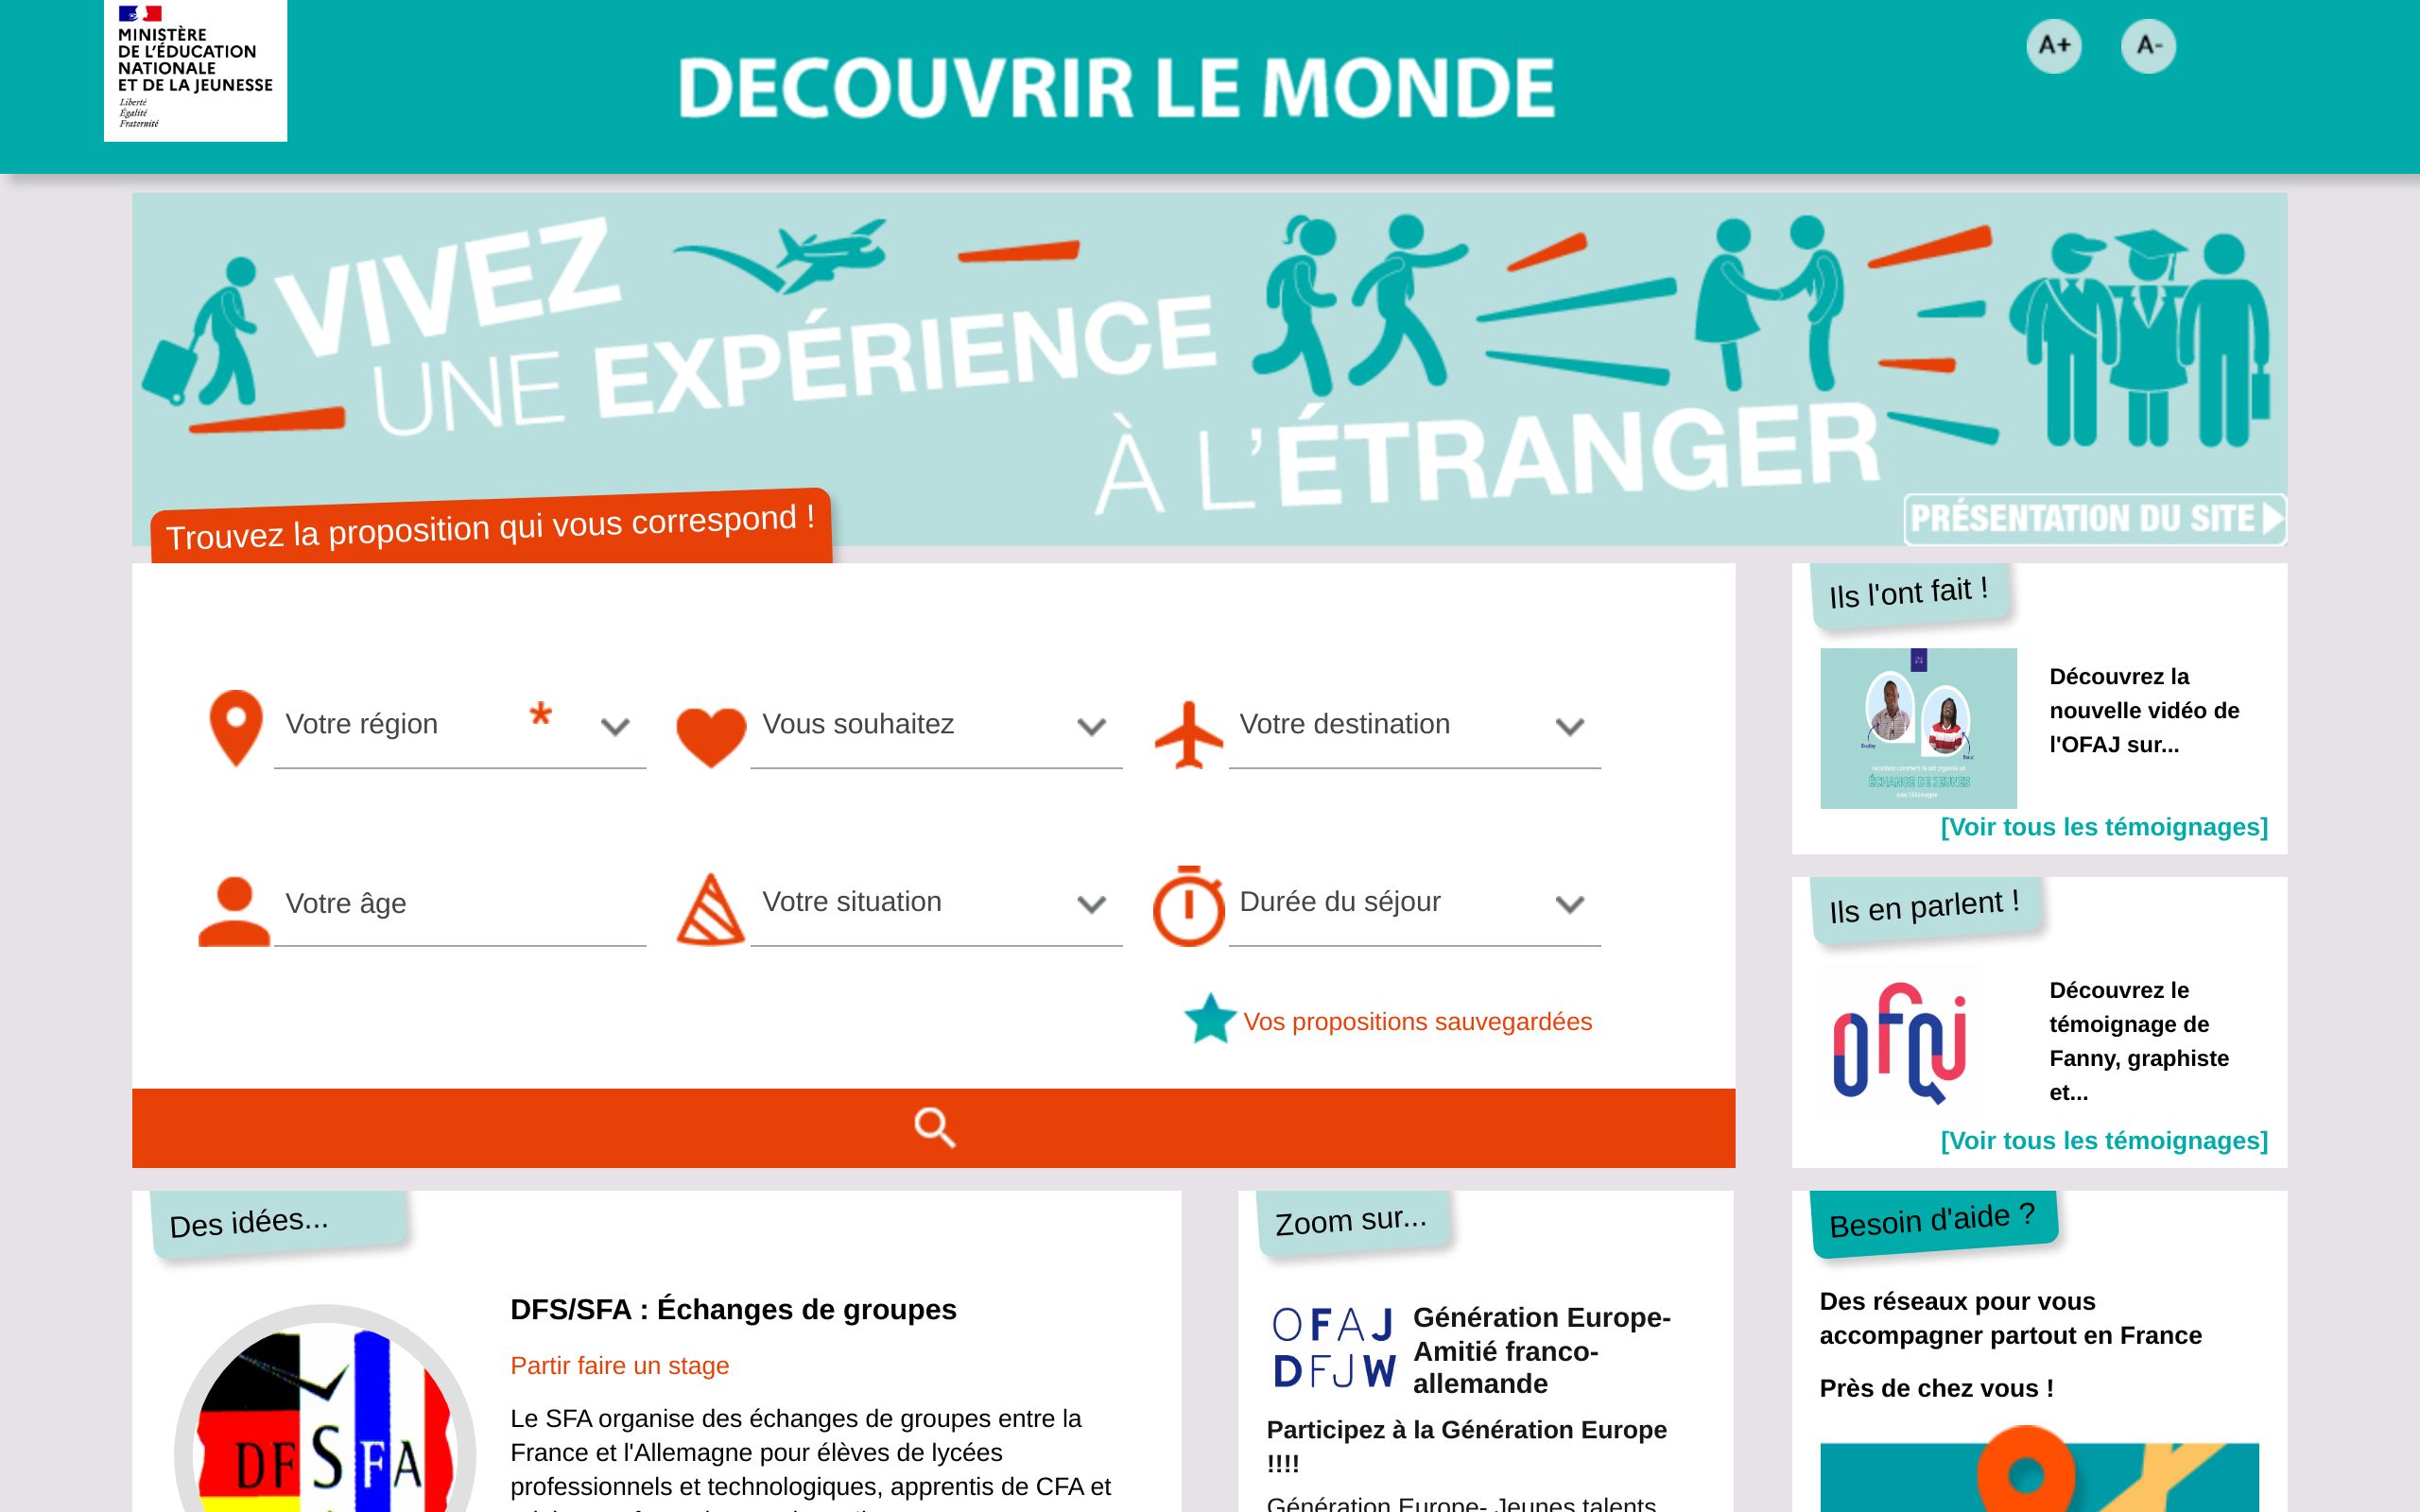 MINISTÈRE
DE L'ÉDUCATION
NATIONALE
ET DE LA JEUNESSE
Liberté
Égalité
Fraternité
DECOUVRIR LE MONDE
A+ A-
VIVEZ
UNE EXPÉRIENCE
À L'ÉTRANGER
PRÉSENTATION DU SITE
Trouvez la proposition qui vous correspond !
Votre région *
Vous souhaitez
Votre destination
Votre âge
Votre situation
Durée du séjour
Vos propositions sauvegardées
Ils l'ont fait !
ÉCHANGE DE JEUNES
avec l'Allemagne
Découvrez la
nouvelle vidéo de
l'OFAJ sur...
[Voir tous les témoignages]
Ils en parlent !
ofaj
Découvrez le
témoignage de
Fanny, graphiste
et...
[Voir tous les témoignages]
Des idées...
DFSFA
DFS/SFA : Échanges de groupes
Partir faire un stage
Le SFA organise des échanges de groupes entre la
France et l'Allemagne pour élèves de lycées
professionnels et technologiques, apprentis de CFA et
Zoom sur...
OFAJ
DFJW
Génération Europe-
Amitié franco-
allemande
Participez à la Génération Europe
!!!!
Génération Europe- Jeunes talents
Besoin d'aide ?
Des réseaux pour vous
accompagner partout en France
Près de chez vous !